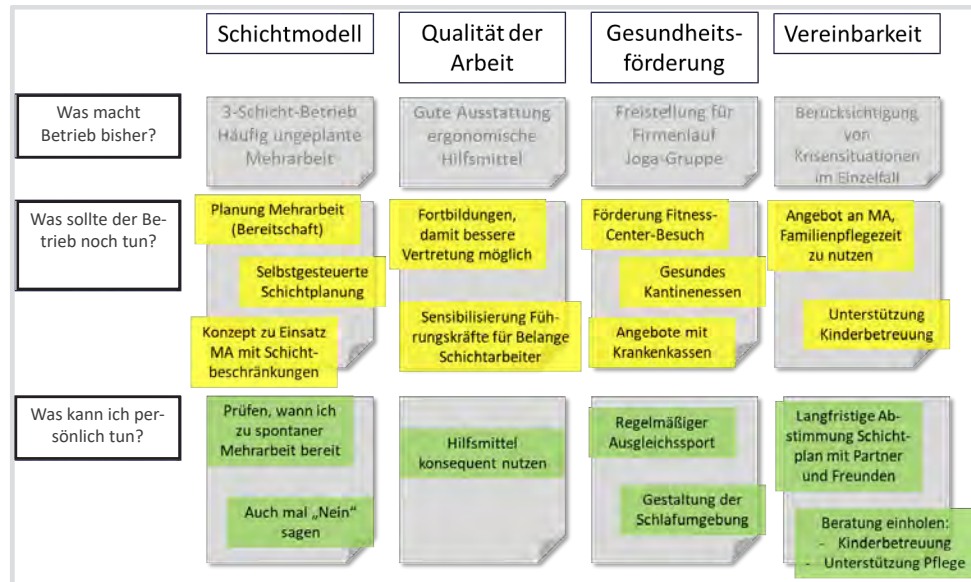 Schichtmodell
Qualität der
Arbeit
Gesundheits-
förderung
Vereinbarkeit
Was macht
Betrieb bisher?
3-Schicht-Betrieb
Häufig ungeplante
Mehrarbeit
Gute Ausstattung
ergonomische
Hilfsmittel
Freistellung für
Firmenlauf
Joga-Gruppe
Berücksichtigung
von
Krisensituationen
im Einzelfall
Was sollte der Be-
trieb noch tun?
Planung Mehrarbeit
(Bereitschaft)
Selbstgesteuerte
Schichtplanung
Konzept zu Einsatz
MA mit Schicht-
beschränkungen
Fortbildungen,
damit bessere
Vertretung möglich
Sensibilisierung Füh-
rungskräfte für Belange
Schichtarbeiter
Förderung Fitness-
Center-Besuch
Gesundes
Kantinenessen
Angebote mit
Krankenkassen
Angebot an MA,
Familienpflegezeit
zu nutzen
Unterstützung
Kinderbetreuung
Was kann ich per-
sönlich tun?
Prüfen, wann ich
zu spontaner
Mehrarbeit bereit
Auch mal „Nein“
sagen
Hilfsmittel
konsequent nutzen
Regelmäßiger
Ausgleichssport
Gestaltung der
Schlafumgebung
Langfristige Ab-
stimmung Schicht-
plan mit Partner
und Freunden
Beratung einholen:
- Kinderbetreuung
- Unterstützung Pflege